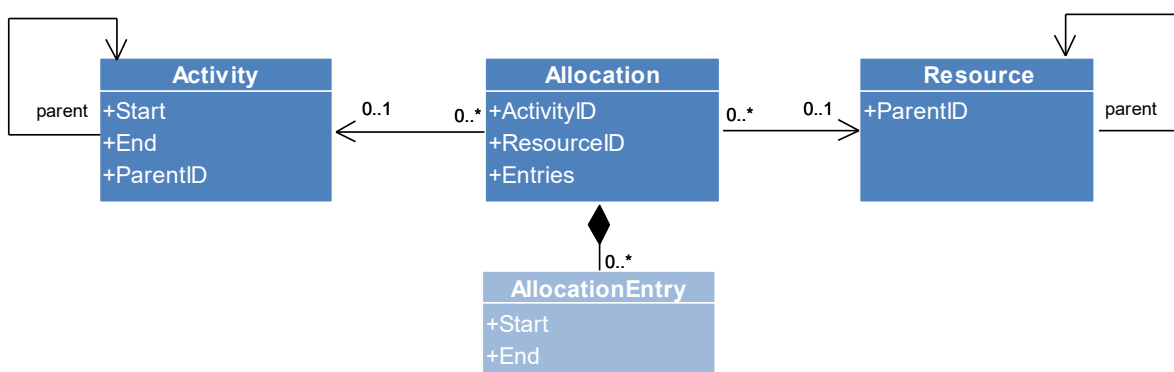 Activity
+Start
+End
+ParentID
parent
0..1
0..*
Allocation
+ActivityID
+ResourceID
+Entries
0..*
0..1
Resource
+ParentID
parent
0..*
AllocationEntry
+Start
+End